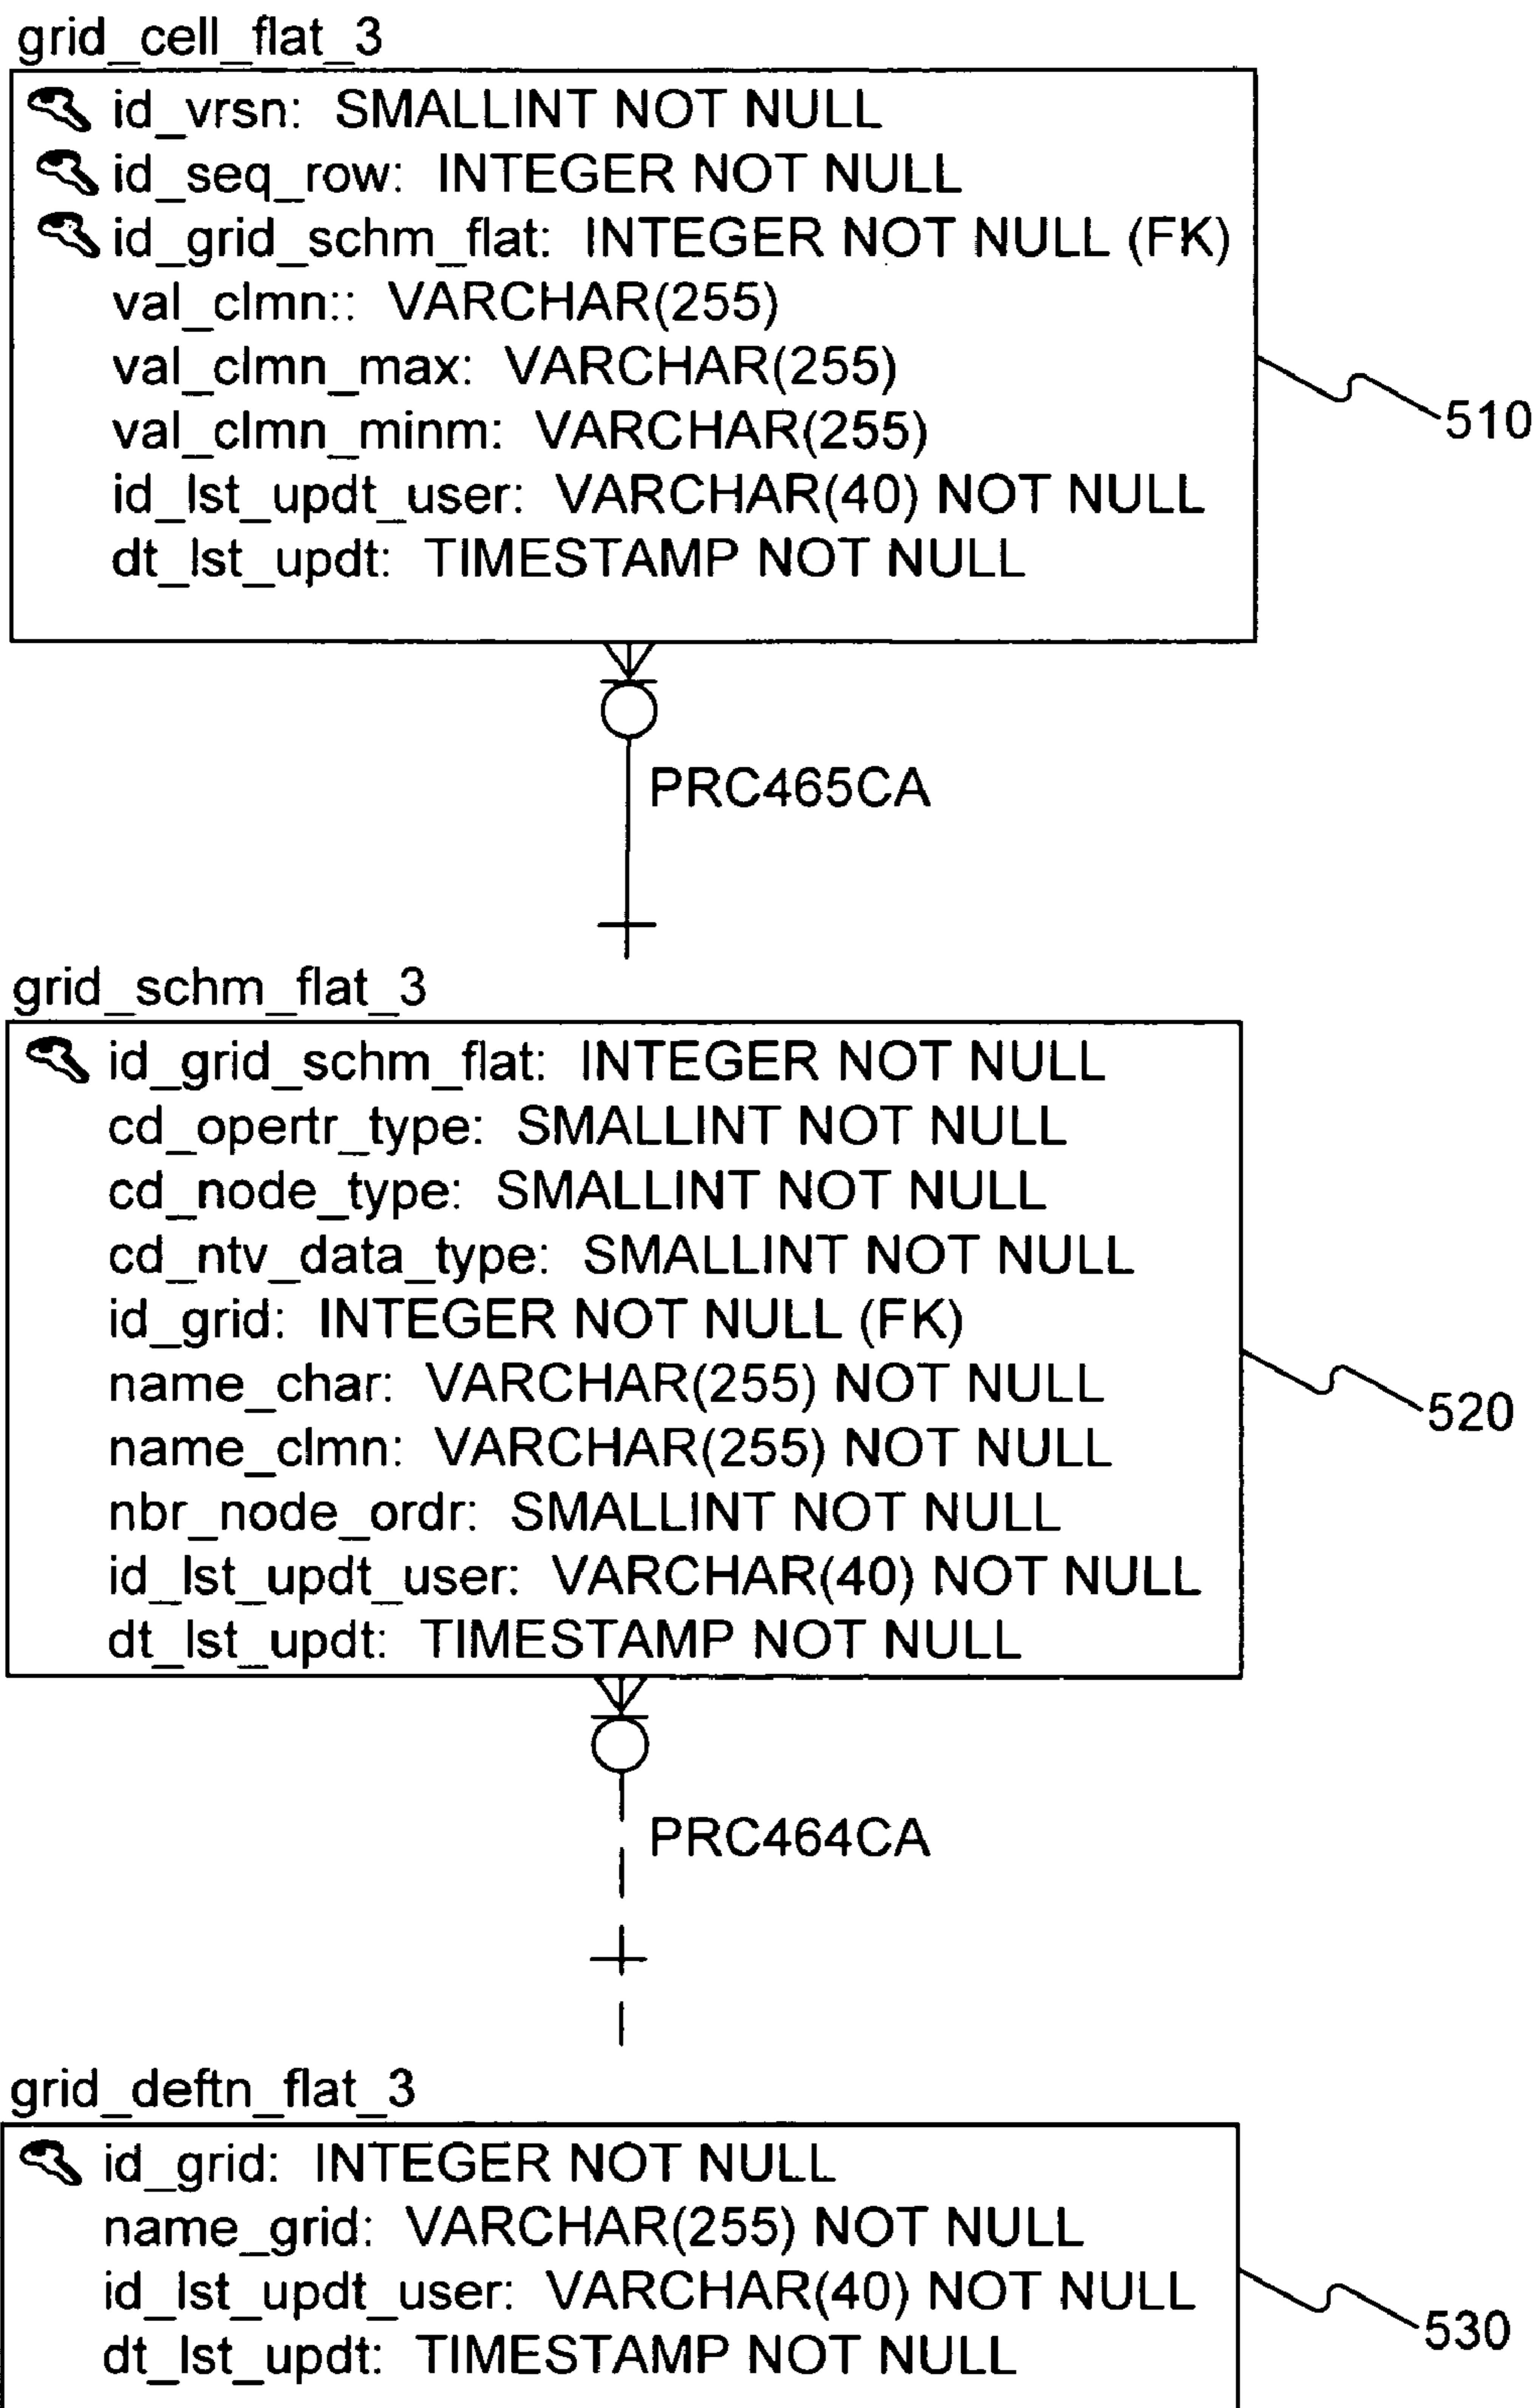 grid_cell_flat_3
id_vrsn: SMALLINT NOT NULL
id_seq_row: INTEGER NOT NULL
id_grid_schm_flat: INTEGER NOT NULL (FK)
val_clmn:: VARCHAR(255)
val_clmn_max: VARCHAR(255)
val_clmn_minm: VARCHAR(255)
510
id_lst_updt_user: VARCHAR(40) NOT NULL
dt_lst_updt: TIMESTAMP NOT NULL
PRC465CA
grid_schm_flat_3
id_grid_schm_flat: INTEGER NOT NULL
cd_opertr_type: SMALLINT NOT NULL
cd_node_type: SMALLINT NOT NULL
cd_ntv_data_type: SMALLINT NOT NULL
id_grid: INTEGER NOT NULL (FK)
name_char: VARCHAR(255) NOT NULL
520
name_clmn: VARCHAR(255) NOT NULL
nbr_node_ordr: SMALLINT NOT NULL
id_lst_updt_user: VARCHAR(40) NOT NULL
dt_lst_updt: TIMESTAMP NOT NULL
PRC464CA
grid_deftn_flat_3
id_grid: INTEGER NOT NULL
name_grid: VARCHAR(255) NOT NULL
id_lst_updt_user: VARCHAR(40) NOT NULL
530
dt_lst_updt: TIMESTAMP NOT NULL